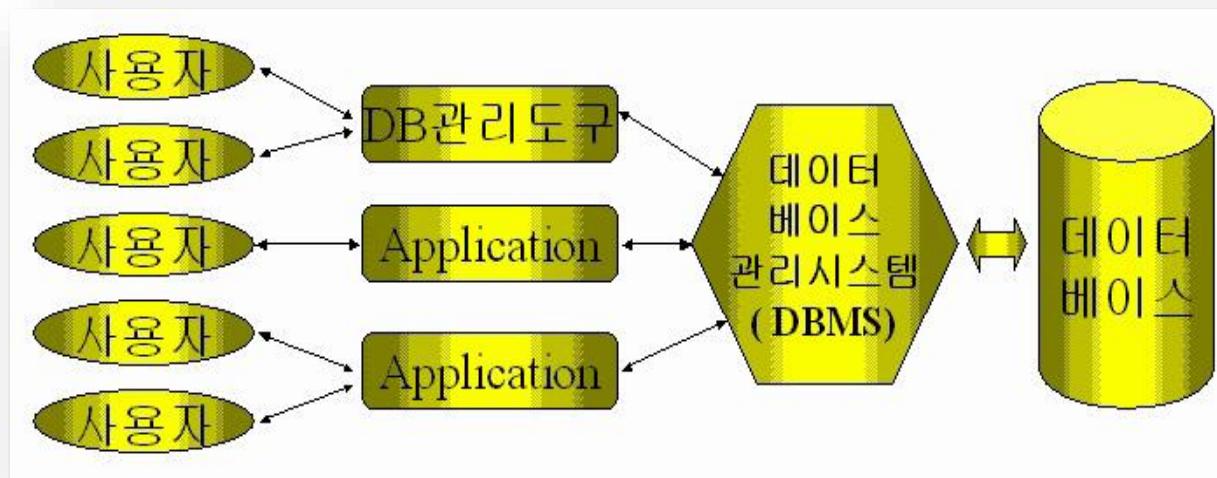 사용자
사용자
사용자
사용자
사용자
DB관리도구
Application
Application
데이터
베이스
관리시스템
( DBMS)
데이터
베이스